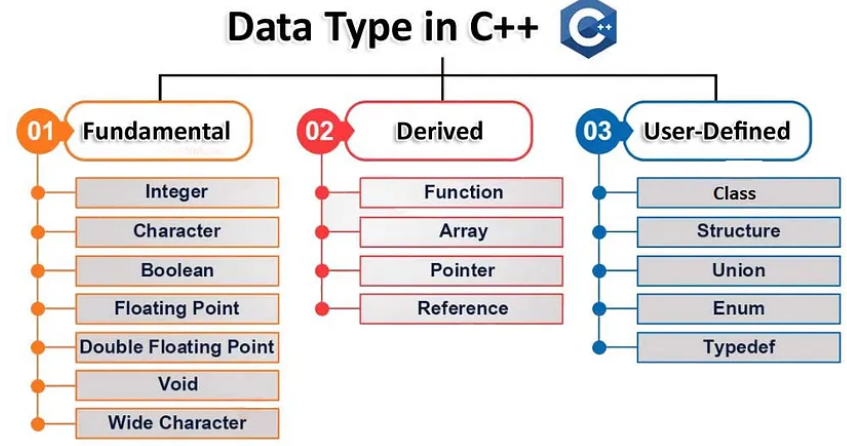 Data Type in C++
C++
01 Fundamental
Integer
Character
Boolean
Floating Point
Double Floating Point
Void
Wide Character
02 Derived
Function
Array
Pointer
Reference
03 User-Defined
Class
Structure
Union
Enum
Typedef